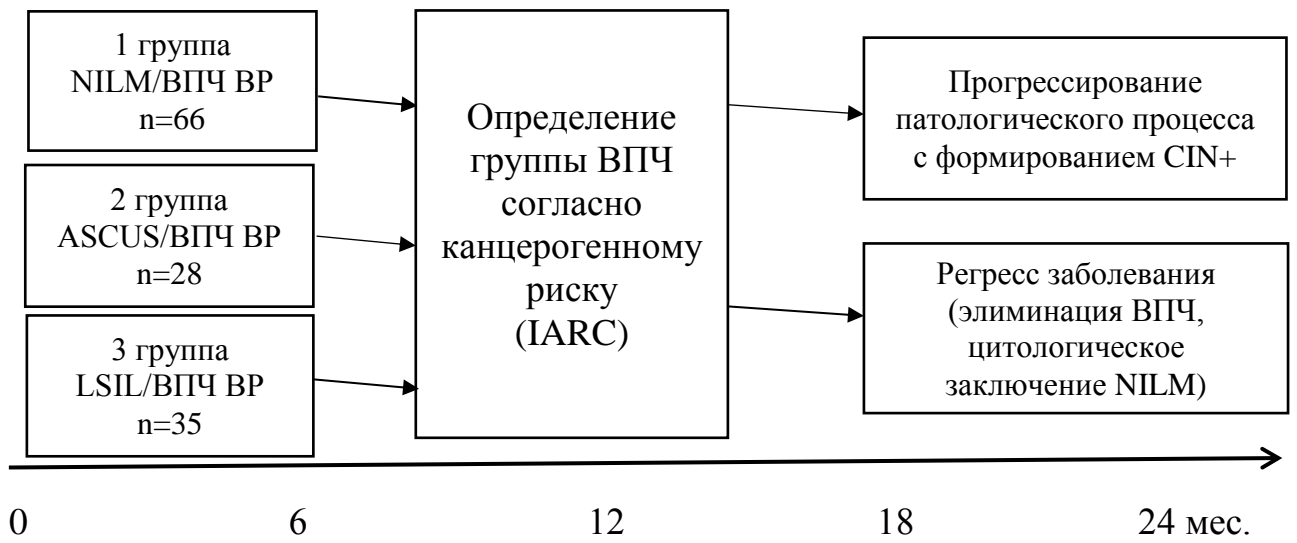 1 группа
NILM/ВПЧ ВР
n=66
2 группа
ASCUS/ВПЧ ВР
n=28
3 группа
LSIL/ВПЧ ВР
n=35
Определение
группы ВПЧ
согласно
канцерогенному
риску
(IARC)
Прогрессирование
патологического процесса
с формированием CIN+
Регресс заболевания
(элиминация ВПЧ,
цитологическое
заключение NILM)
0 6 12 18 24 мес.